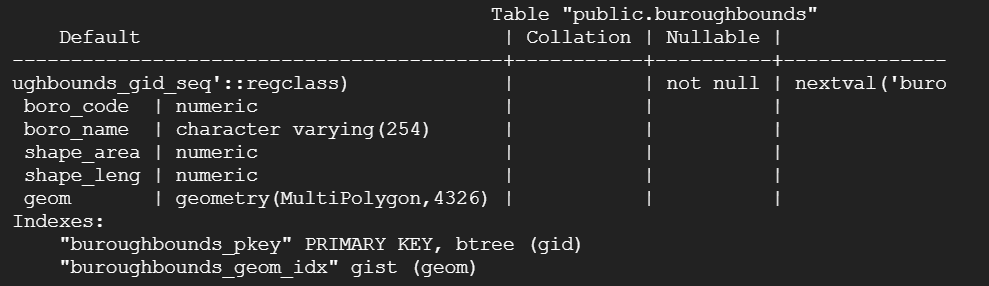 Table "public.buroughbounds"
Default | Collation | Nullable |
------------------------------------------+-----------+----------+--------------
ughbounds_gid_seq'::regclass) | | not null | nextval('buro
boro_code | numeric | | |
boro_name | character varying(254) | | |
shape_area | numeric | | |
shape_leng | numeric | | |
geom | geometry(MultiPolygon,4326) | | |
Indexes:
"buroughbounds_pkey" PRIMARY KEY, btree (gid)
"buroughbounds_geom_idx" gist (geom)